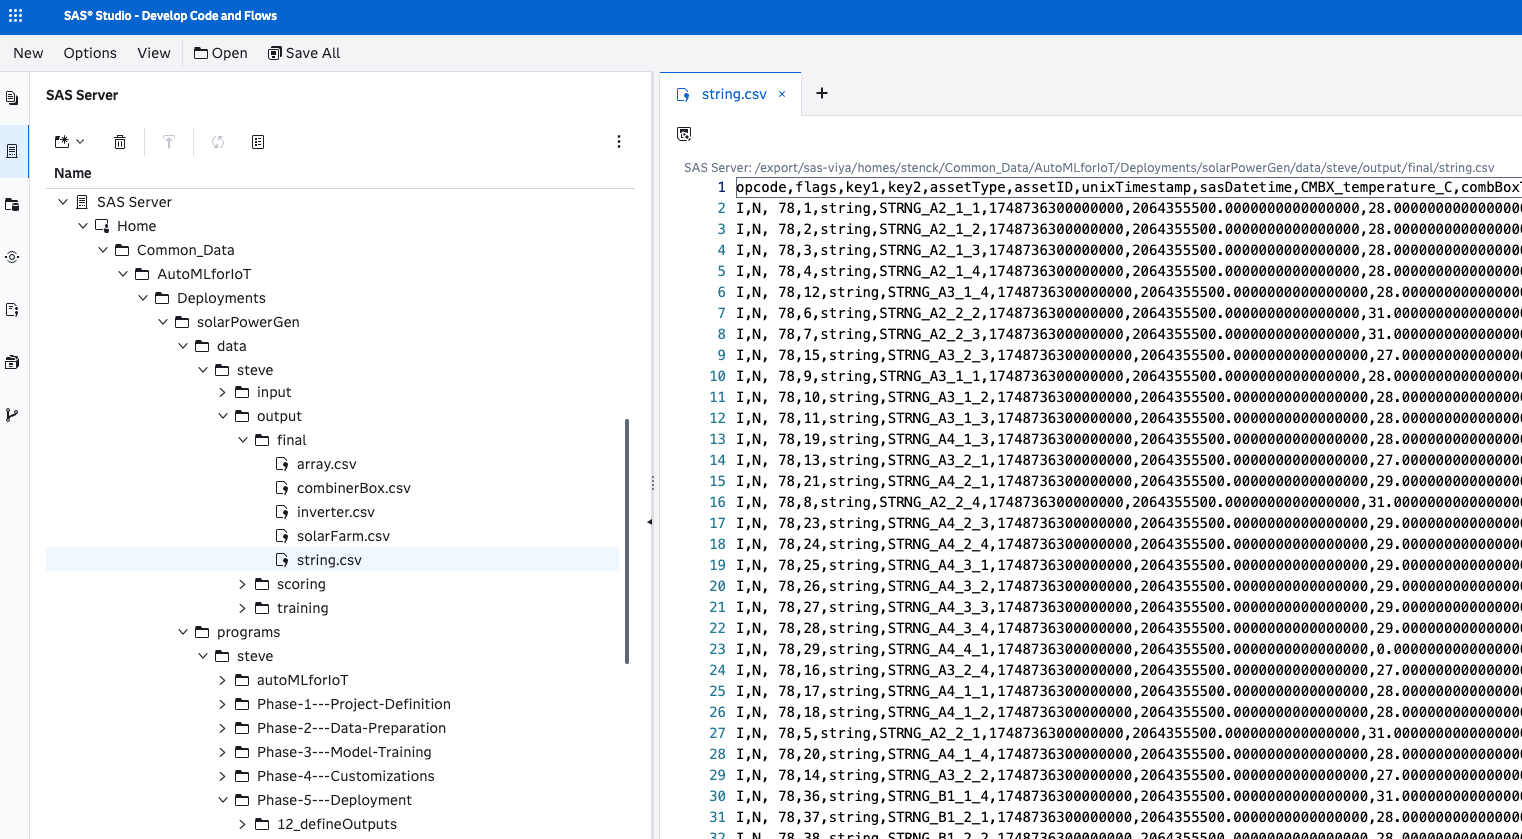 SAS® Studio - Develop Code and Flows
New Options View Open Save All
SAS Server
Name
SAS Server
Home
Common_Data
AutoMLforIoT
Deployments
solarPowerGen
data
steve
input
output
final
array.csv
combinerBox.csv
inverter.csv
solarFarm.csv
string.csv
scoring
training
programs
steve
autoMLforIoT
Phase-1---Project-Definition
Phase-2---Data-Preparation
Phase-3---Model-Training
Phase-4---Customizations
Phase-5---Deployment
12_defineOutputs
string.csv × +
SAS Server: /export/sas-viya/homes/stenck/Common_Data/AutoMLforIoT/Deployments/solarPowerGen/data/steve/output/final/string.csv
1 opcode,flags,key1,key2,assetType,assetID,unixTimestamp,sasDatetime,CMBX_temperature_C,combBox
2 I,N, 78,1,string,STRNG_A2_1_1,1748736300000000,2064355500.0000000000000000,28.0000000000000000
3 I,N, 78,2,string,STRNG_A2_1_2,1748736300000000,2064355500.0000000000000000,28.0000000000000000
4 I,N, 78,3,string,STRNG_A2_1_3,1748736300000000,2064355500.0000000000000000,28.0000000000000000
5 I,N, 78,4,string,STRNG_A2_1_4,1748736300000000,2064355500.0000000000000000,28.0000000000000000
6 I,N, 78,12,string,STRNG_A3_1_4,1748736300000000,2064355500.0000000000000000,28.000000000000000
7 I,N, 78,6,string,STRNG_A2_2_2,1748736300000000,2064355500.0000000000000000,31.0000000000000000
8 I,N, 78,7,string,STRNG_A2_2_3,1748736300000000,2064355500.0000000000000000,31.0000000000000000
9 I,N, 78,15,string,STRNG_A3_2_3,1748736300000000,2064355500.0000000000000000,27.000000000000000
10 I,N, 78,9,string,STRNG_A3_1_1,1748736300000000,2064355500.0000000000000000,28.0000000000000000
11 I,N, 78,10,string,STRNG_A3_1_2,1748736300000000,2064355500.0000000000000000,28.000000000000000
12 I,N, 78,11,string,STRNG_A3_1_3,1748736300000000,2064355500.0000000000000000,28.000000000000000
13 I,N, 78,19,string,STRNG_A4_1_3,1748736300000000,2064355500.0000000000000000,28.000000000000000
14 I,N, 78,13,string,STRNG_A3_2_1,1748736300000000,2064355500.0000000000000000,27.000000000000000
15 I,N, 78,21,string,STRNG_A4_2_1,1748736300000000,2064355500.0000000000000000,29.000000000000000
16 I,N, 78,8,string,STRNG_A2_2_4,1748736300000000,2064355500.0000000000000000,31.0000000000000000
17 I,N, 78,23,string,STRNG_A4_2_3,1748736300000000,2064355500.0000000000000000,29.000000000000000
18 I,N, 78,24,string,STRNG_A4_2_4,1748736300000000,2064355500.0000000000000000,29.000000000000000
19 I,N, 78,25,string,STRNG_A4_3_1,1748736300000000,2064355500.0000000000000000,29.000000000000000
20 I,N, 78,26,string,STRNG_A4_3_2,1748736300000000,2064355500.0000000000000000,29.000000000000000
21 I,N, 78,27,string,STRNG_A4_3_3,1748736300000000,2064355500.0000000000000000,29.000000000000000
22 I,N, 78,28,string,STRNG_A4_3_4,1748736300000000,2064355500.0000000000000000,29.000000000000000
23 I,N, 78,29,string,STRNG_A4_4_1,1748736300000000,2064355500.0000000000000000,0.0000000000000000
24 I,N, 78,16,string,STRNG_A3_2_4,1748736300000000,2064355500.0000000000000000,27.000000000000000
25 I,N, 78,17,string,STRNG_A4_1_1,1748736300000000,2064355500.0000000000000000,28.000000000000000
26 I,N, 78,18,string,STRNG_A4_1_2,1748736300000000,2064355500.0000000000000000,28.000000000000000
27 I,N, 78,5,string,STRNG_A2_2_1,1748736300000000,2064355500.0000000000000000,31.0000000000000000
28 I,N, 78,20,string,STRNG_A4_1_4,1748736300000000,2064355500.0000000000000000,28.000000000000000
29 I,N, 78,14,string,STRNG_A3_2_2,1748736300000000,2064355500.0000000000000000,27.000000000000000
30 I,N, 78,36,string,STRNG_B1_1_4,1748736300000000,2064355500.0000000000000000,31.000000000000000
31 I,N, 78,37,string,STRNG_B1_2_1,1748736300000000,2064355500.0000000000000000,28.000000000000000
32 I,N, 78,38,string,STRNG_B1_2_2,1748736300000000,2064355500.0000000000000000,28.000000000000000